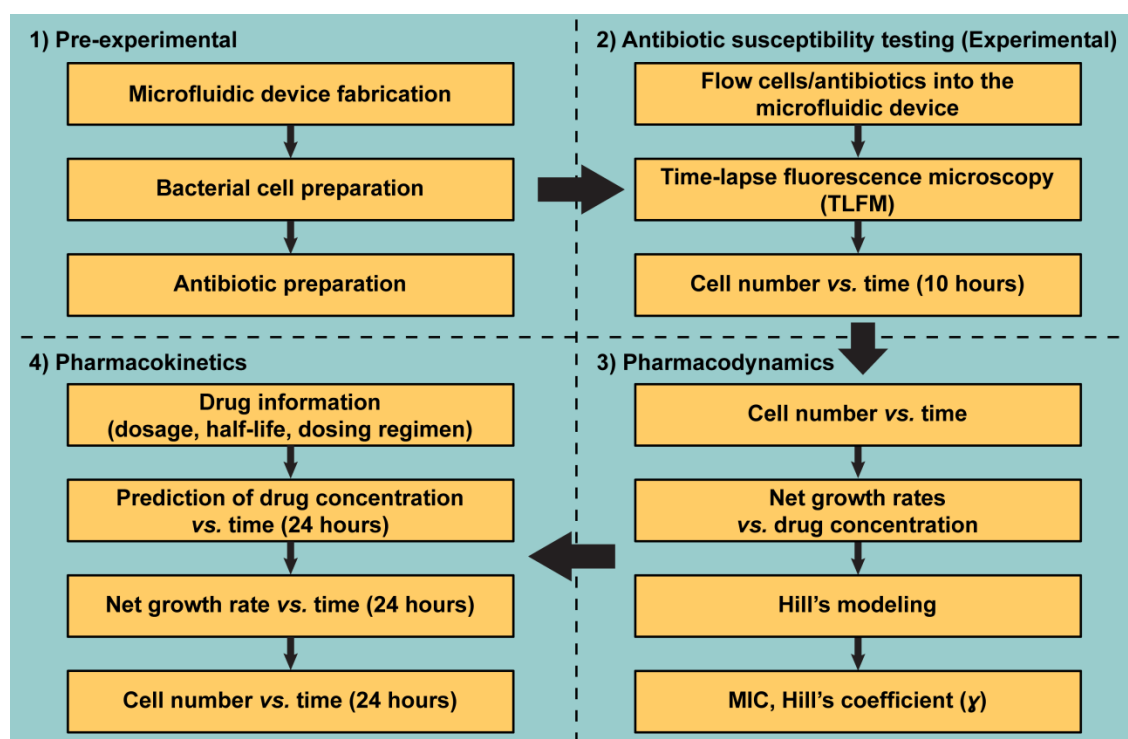 1) Pre-experimental
Microfluidic device fabrication
Bacterial cell preparation
Antibiotic preparation
2) Antibiotic susceptibility testing (Experimental)
Flow cells/antibiotics into the
microfluidic device
Time-lapse fluorescence microscopy
(TLFM)
Cell number vs. time (10 hours)
3) Pharmacodynamics
Cell number vs. time
Net growth rates
vs. drug concentration
Hill's modeling
MIC, Hill's coefficient (γ)
4) Pharmacokinetics
Drug information
(dosage, half-life, dosing regimen)
Prediction of drug concentration
vs. time (24 hours)
Net growth rate vs. time (24 hours)
Cell number vs. time (24 hours)